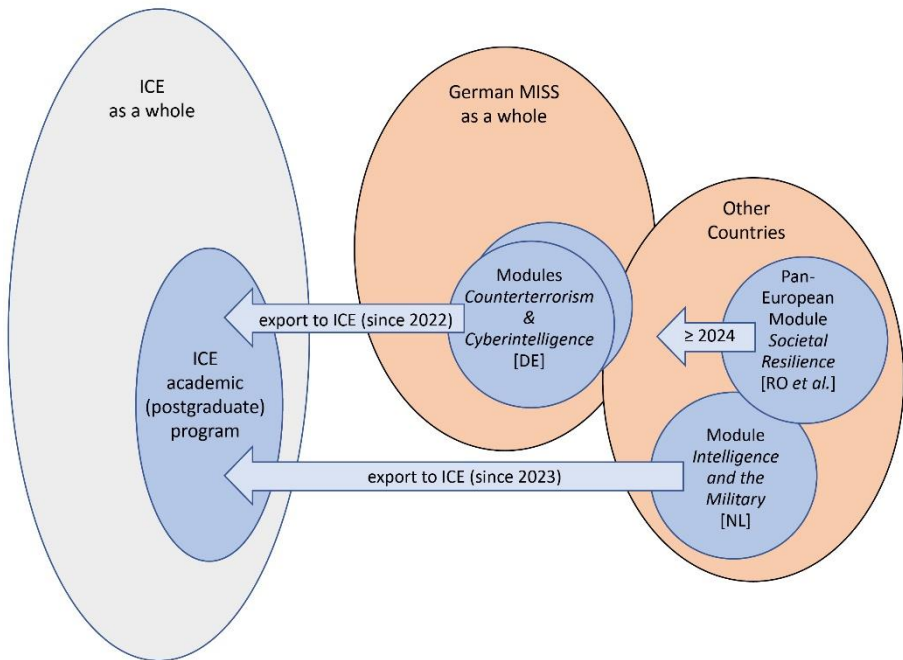 ICE
as a whole
German MISS
as a whole
Other
Countries
Modules
Counterterrorism
&
Cyberintelligence
[DE]
Pan-
European
Module
Societal
Resilience
[RO et al.]
export to ICE (since 2022)
≥ 2024
ICE
academic
(postgraduate)
program
Module
Intelligence
and the
Military
[NL]
export to ICE (since 2023)